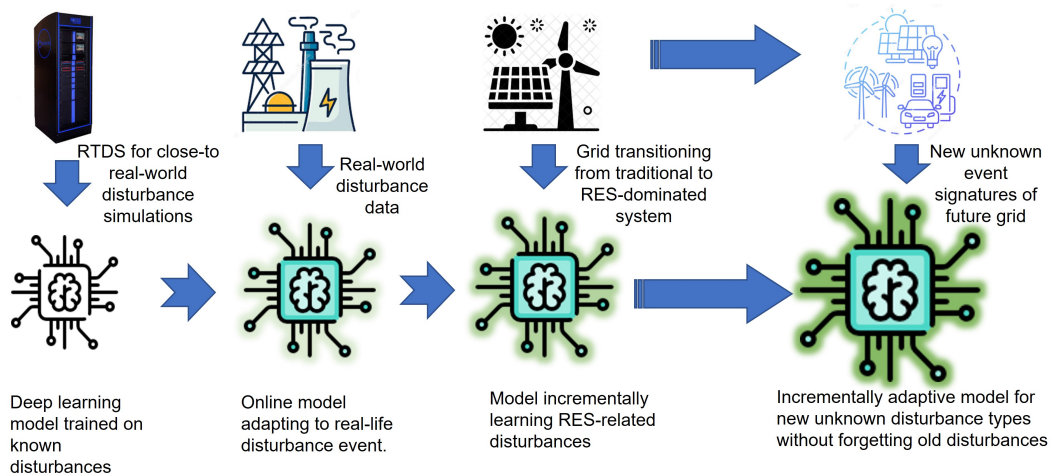 RTDS for close-to
real-world
disturbance
simulations
Real-world
disturbance
data
Grid transitioning
from traditional to
RES-dominated
system
New unknown
event
signatures of
future grid
Deep learning
model trained on
known
disturbances
Online model
adapting to real-life
disturbance event.
Model incrementally
learning RES-related
disturbances
Incrementally adaptive model for
new unknown disturbance types
without forgetting old disturbances